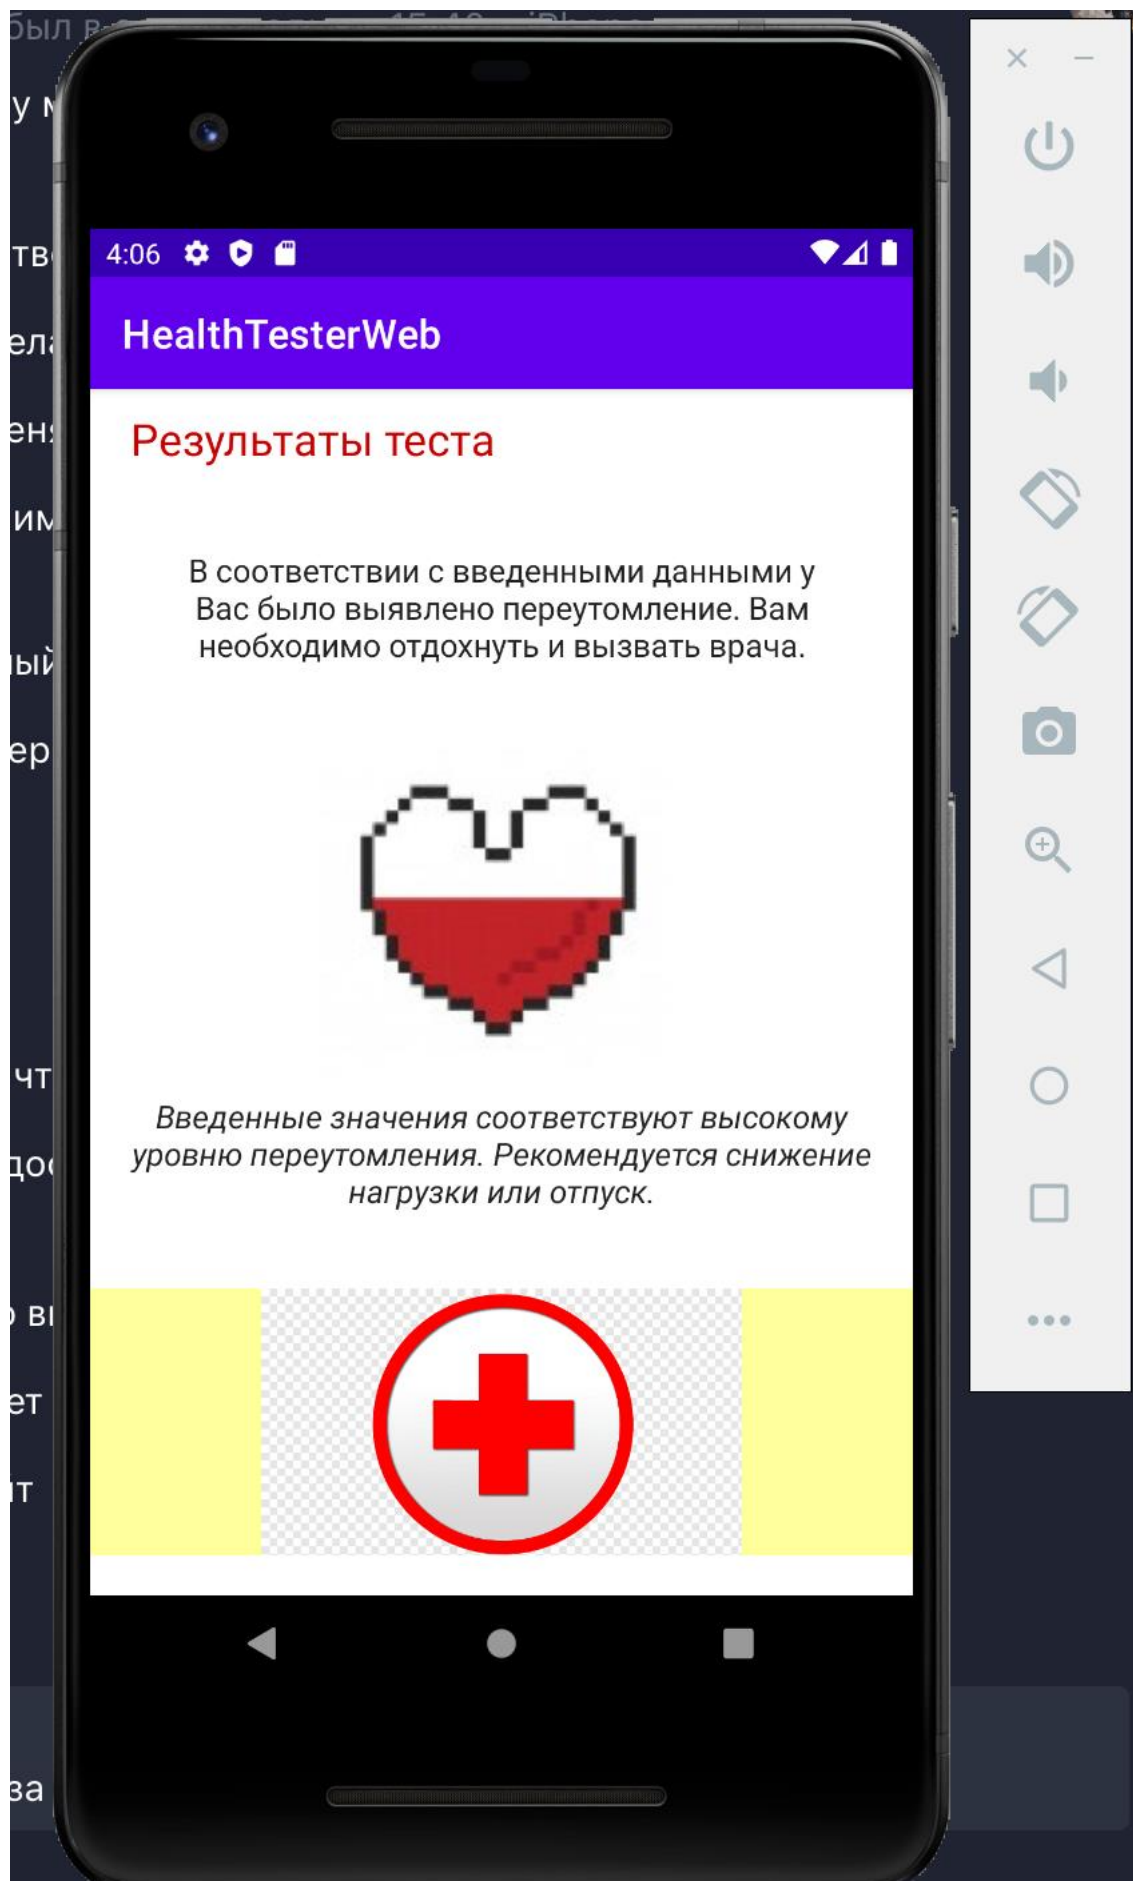 4:06
HealthTesterWeb
Результаты теста
В соответствии с введенными данными у
Вас было выявлено переутомление. Вам
необходимо отдохнуть и вызвать врача.
Введенные значения соответствуют высокому
уровню переутомления. Рекомендуется снижение
нагрузки или отпуск.